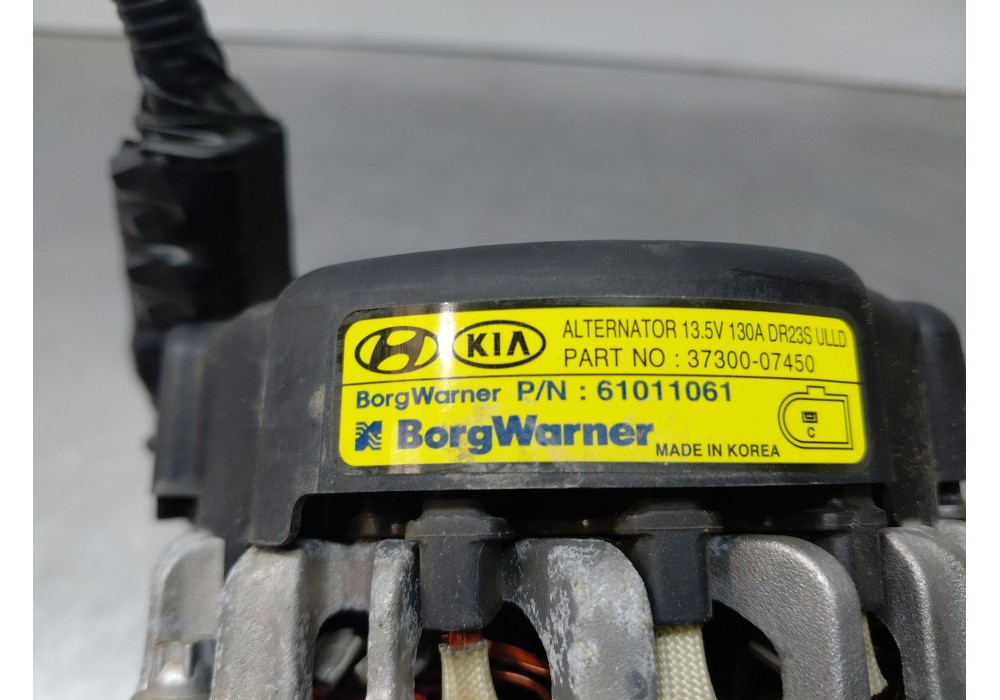 KIA
ALTERNATOR 13.5V 130A DR23S ULLD
PART NO : 37300-07450
BorgWarner P/N : 61011061
BorgWarner
MADE IN KOREA
C